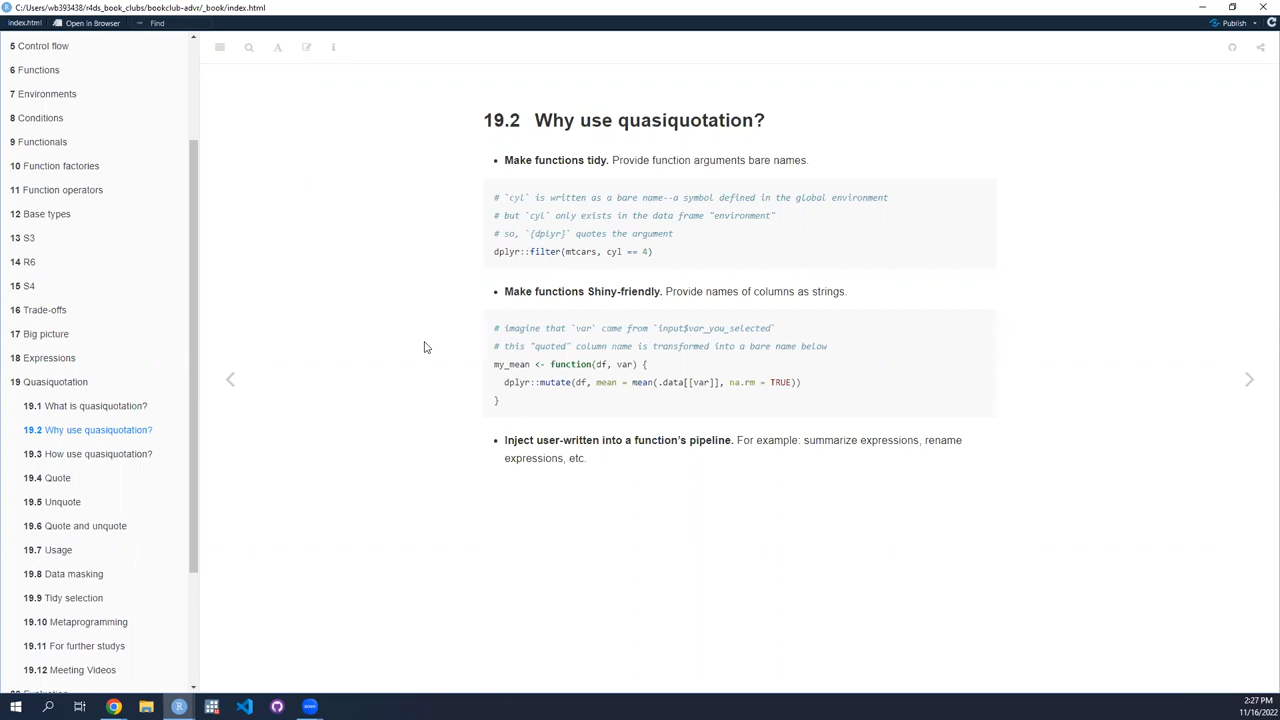 C:/Users/wb393438/r4ds_book_clubs/bookclub-advr/_book/index.html
index.html
Open in Browser
Find
Publish
5 Control flow
6 Functions
7 Environments
8 Conditions
9 Functionals
10 Function factories
11 Function operators
12 Base types
13 S3
14 R6
15 S4
16 Trade-offs
17 Big picture
18 Expressions
19 Quasiquotation
19.1 What is quasiquotation?
19.2 Why use quasiquotation?
19.3 How use quasiquotation?
19.4 Quote
19.5 Unquote
19.6 Quote and unquote
19.7 Usage
19.8 Data masking
19.9 Tidy selection
19.10 Metaprogramming
19.11 For further studys
19.12 Meeting Videos
20 Evaluation
19.2 Why use quasiquotation?
• Make functions tidy. Provide function arguments bare names.
# `cyl` is written as a bare name--a symbol defined in the global environment
# but `cyl` only exists in the data frame "environment"
# so, `{dplyr}` quotes the argument
dplyr::filter(mtcars, cyl == 4)
• Make functions Shiny-friendly. Provide names of columns as strings.
# imagine that `var` came from `input$var_you_selected`
# this "quoted" column name is transformed into a bare name below
my_mean <- function(df, var) {
dplyr::mutate(df, mean = mean(.data[[var]], na.rm = TRUE))
}
• Inject user-written into a function's pipeline. For example: summarize expressions, rename
expressions, etc.
2:27 PM
11/16/2022